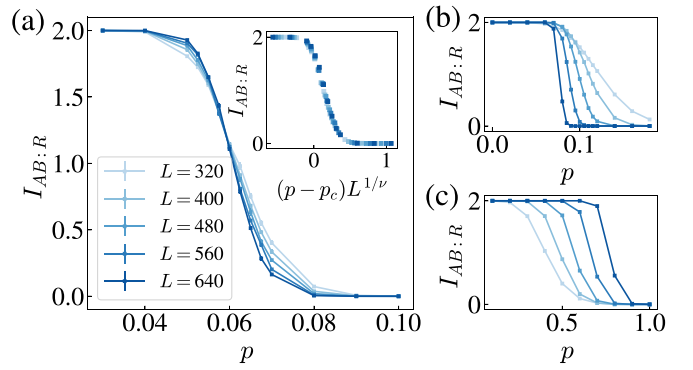 (a)
I_{AB:R}
2.0
1.5
1.0
0.5
0.0
0.04
0.06
0.08
0.10
p
L = 320
L = 400
L = 480
L = 560
L = 640
I_{AB:R}
2
0
0
1
(p − p_c)L^{1/ν}
(b)
I_{AB:R}
2
0
0.0
0.1
p
(c)
I_{AB:R}
2
0
0.5
1.0
p